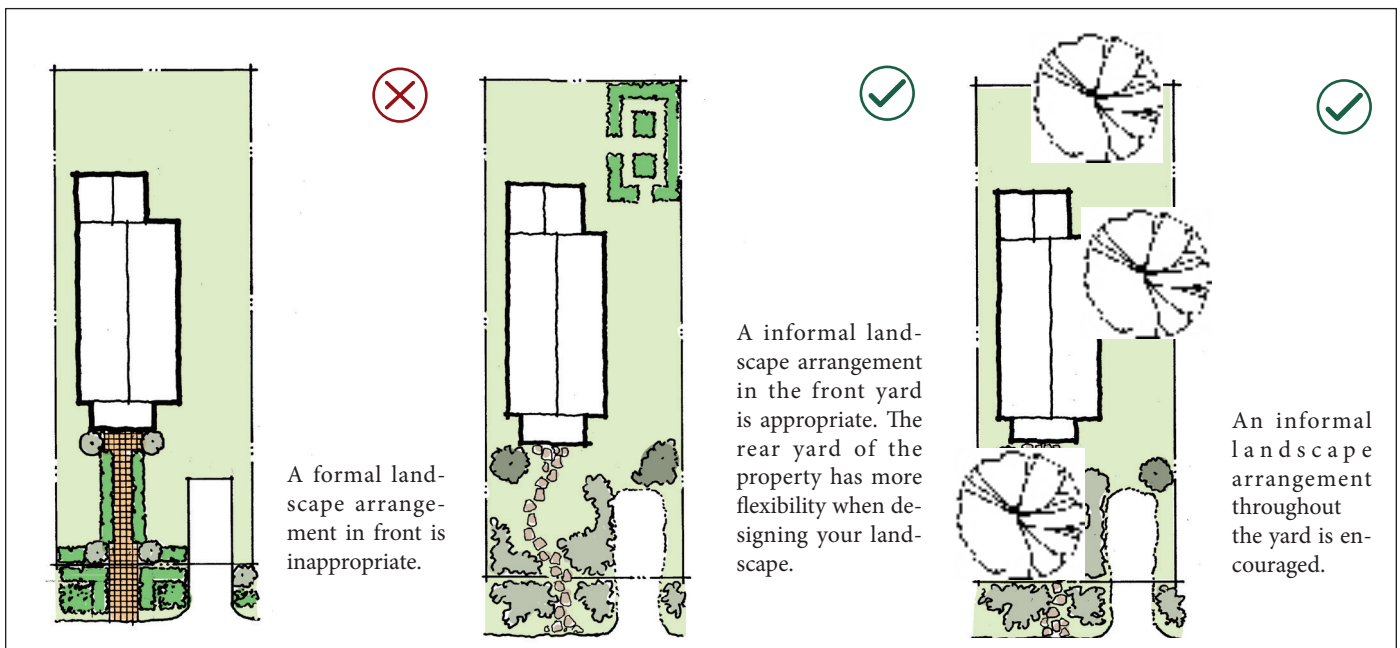 A formal land-
scape arrange-
ment in front is
inappropriate.
A informal land-
scape arrangement
in the front yard
is appropriate. The
rear yard of the
property has more
flexibility when de-
signing your land-
scape.
An informal
landscape
arrangement
throughout
the yard is en-
couraged.